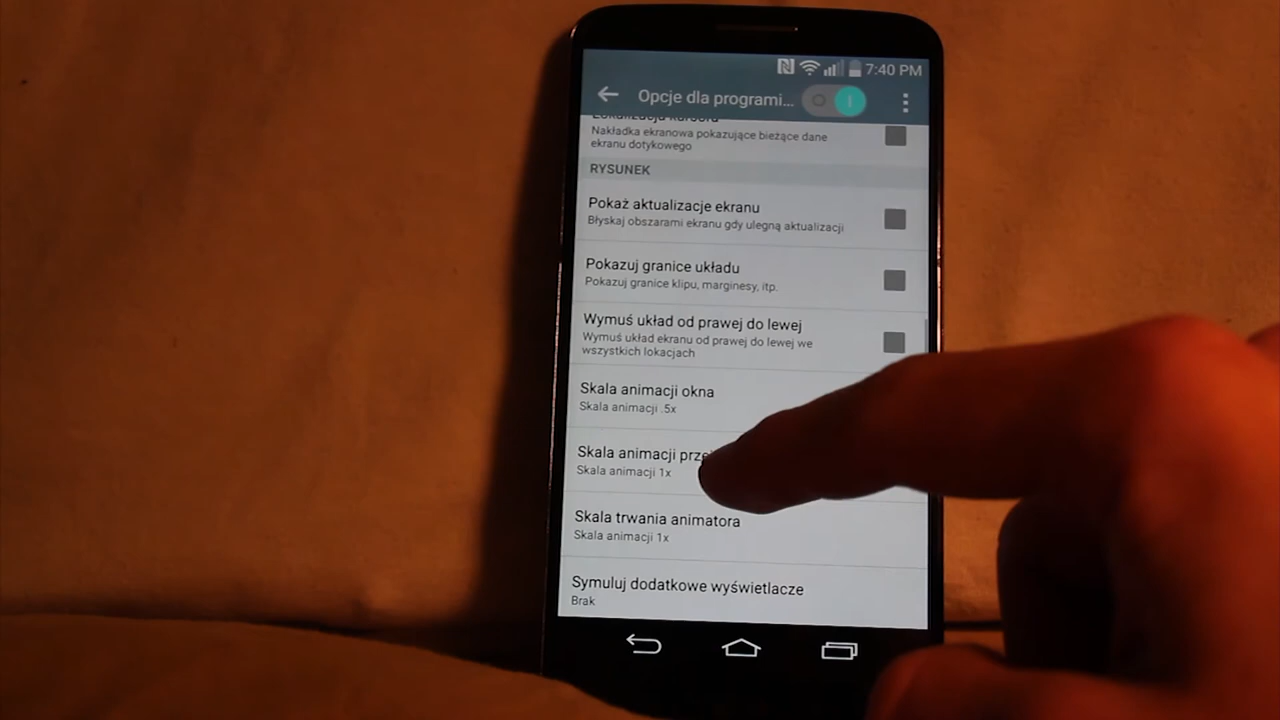 7:40 PM
Opcje dla programi...
Lokalizacja kursora
Nakładka ekranowa pokazujące bieżące dane
ekranu dotykowego
RYSUNEK
Pokaż aktualizacje ekranu
Błyskaj obszarami ekranu gdy ulegną aktualizacji
Pokazuj granice układu
Pokazuj granice klipu, marginesy, itp.
Wymuś układ od prawej do lewej
Wymuś układ ekranu od prawej do lewej we
wszystkich lokacjach
Skala animacji okna
Skala animacji .5x
Skala animacji
Skala animacji 1x
Skala trwania animatora
Skala animacji 1x
Symuluj dodatkowe wyświetlacze
Brak